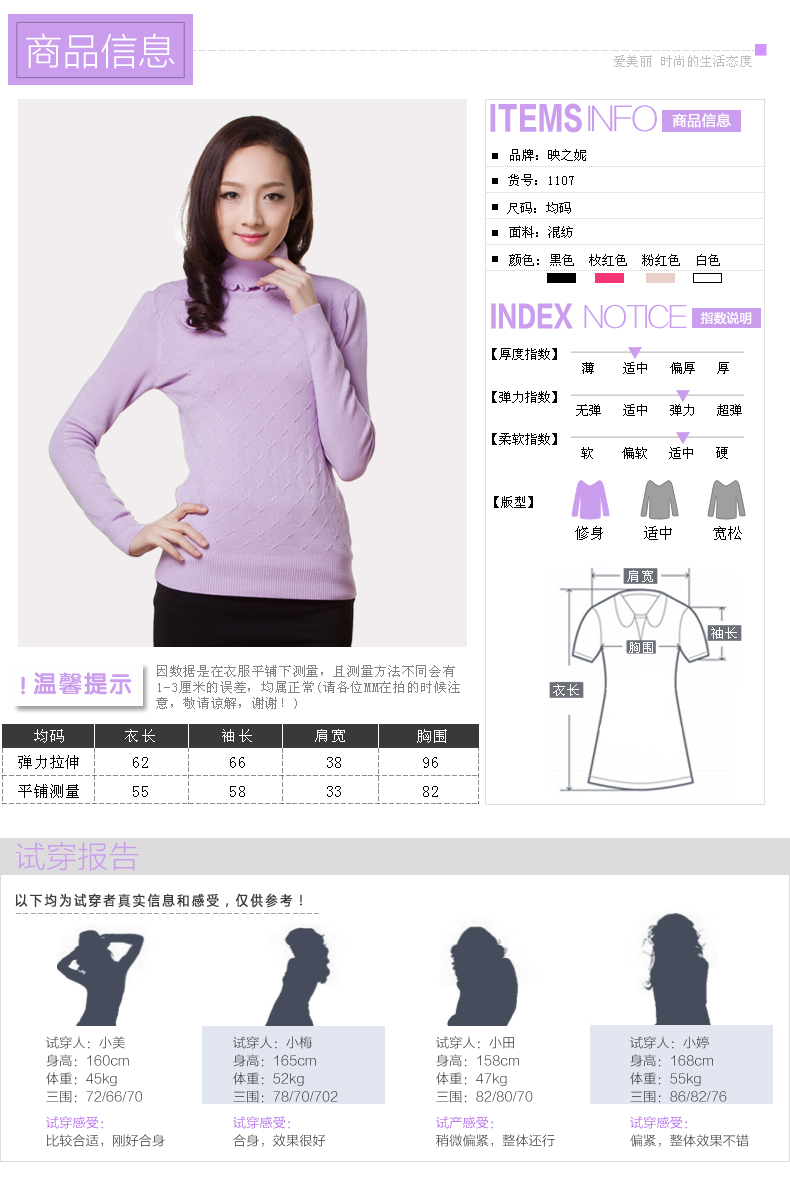 商品信息
爱美丽 时尚的生活态度
ITEMS INFO 商品信息
品牌：映之妮
货号：1107
尺码：均码
面料：混纺
颜色：黑色 枚红色 粉红色 白色
INDEX NOTICE 指数说明
【厚度指数】
薄 适中 偏厚 厚
【弹力指数】
无弹 适中 弹力 超弹
【柔软指数】
软 偏软 适中 硬
【版型】
修身 适中 宽松
肩宽
袖长
胸围
衣长
！温馨提示
因数据是在衣服平铺下测量，且测量方法不同会有
1-3厘米的误差，均属正常(请各位MM在拍的时候注
意，敬请谅解，谢谢！)
均码 衣长 袖长 肩宽 胸围
弹力拉伸 62 66 38 96
平铺测量 55 58 33 82
试穿报告
以下均为试穿者真实信息和感受，仅供参考！
试穿人：小美
身高：160cm
体重：45kg
三围：72/66/70
试穿感受：
比较合适，刚好合身
试穿人：小梅
身高：165cm
体重：52kg
三围：78/70/702
试穿感受：
合身，效果很好
试穿人：小田
身高：158cm
体重：47kg
三围：82/80/70
试产感受：
稍微偏紧，整体还行
试穿人：小婷
身高：168cm
体重：55kg
三围：86/82/76
试穿感受：
偏紧，整体效果不错